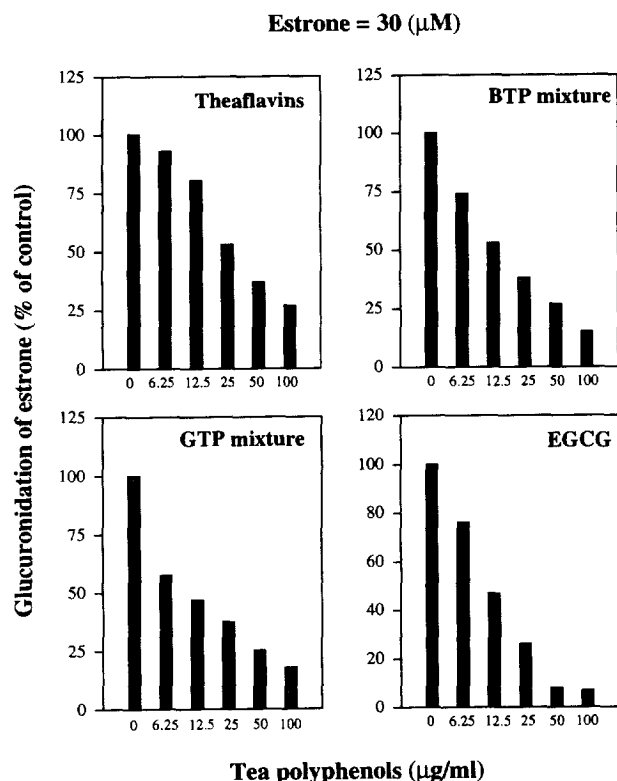 Estrone = 30 (μM)
Glucuronidation of estrone (% of control)
125
100
75
50
25
0
Theaflavins
0 6.25 12.5 25 50 100
125
100
75
50
25
0
BTP mixture
0 6.25 12.5 25 50 100
125
100
75
50
25
0
GTP mixture
0 6.25 12.5 25 50 100
120
100
80
60
40
20
0
EGCG
0 6.25 12.5 25 50 100
Tea polyphenols (μg/ml)